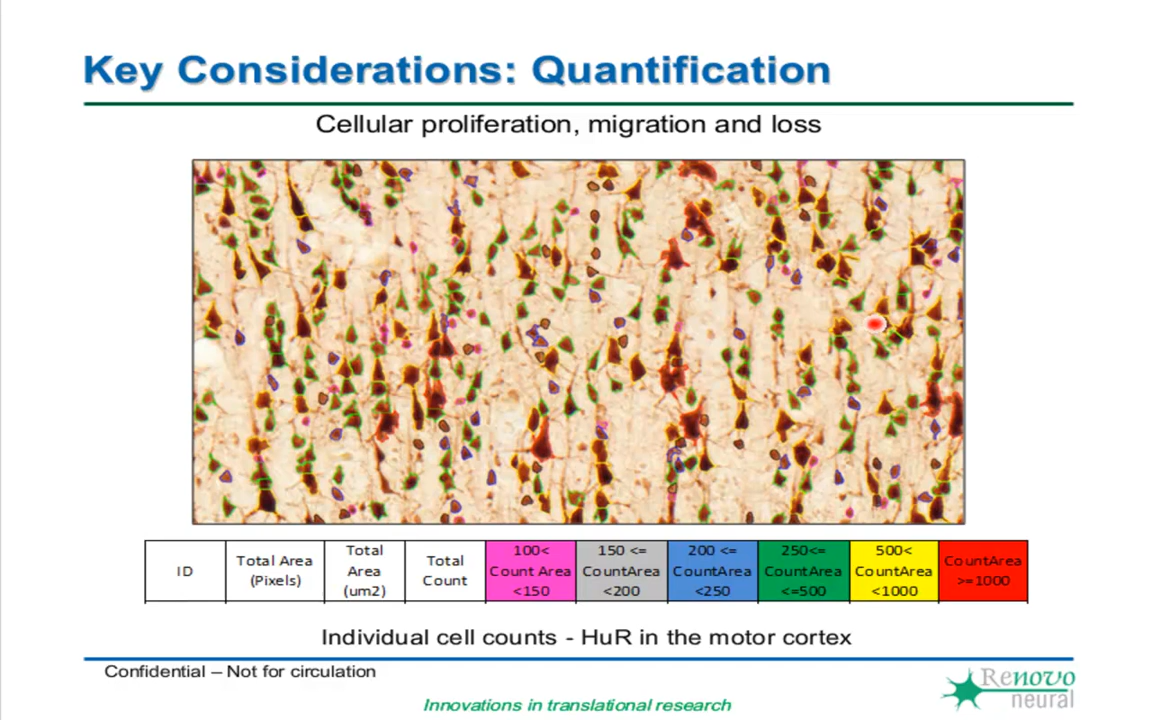 Key Considerations: Quantification
Cellular proliferation, migration and loss
ID
Total Area
(Pixels)
Total
Area
(um2)
Total
Count
100<
Count Area
<150
150 <=
CountArea
<200
200 <=
CountArea
<250
250<=
CountArea
<=500
500<
CountArea
<1000
CountArea
>=1000
Individual cell counts - HuR in the motor cortex
Confidential – Not for circulation
Innovations in translational research
Renovo
neural